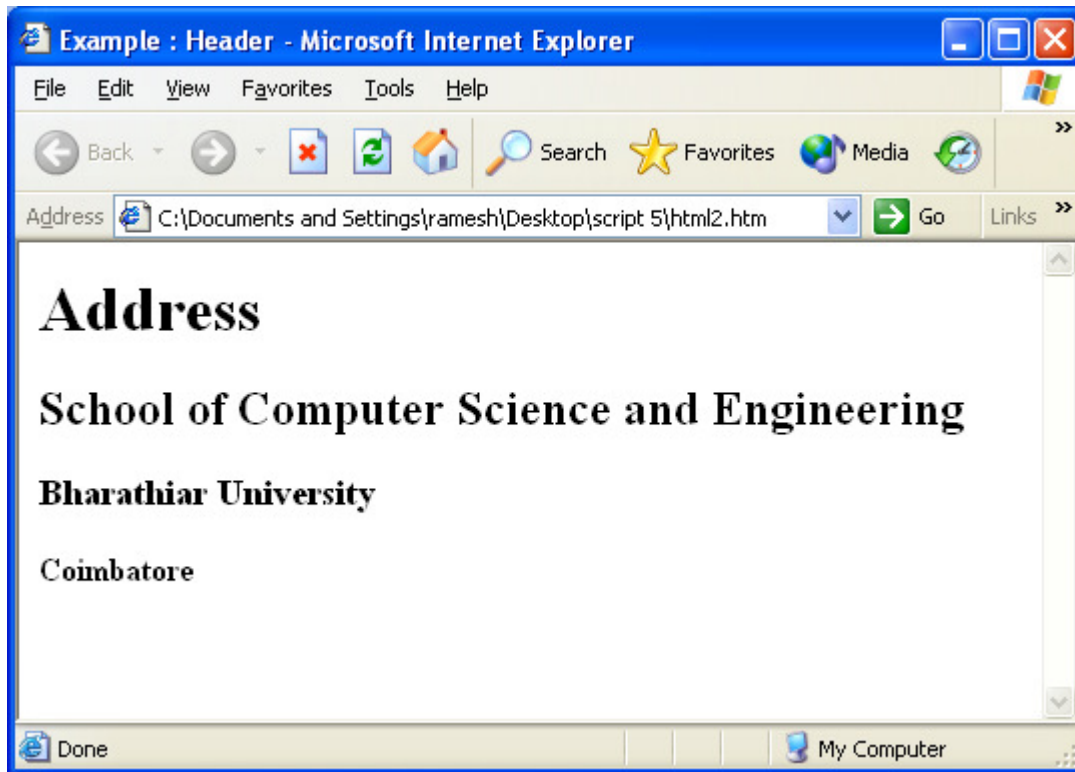 Example : Header - Microsoft Internet Explorer
File Edit View Favorites Tools Help
Back Search Favorites Media »
Address C:\Documents and Settings\ramesh\Desktop\script 5\html2.htm Go Links »
Address
School of Computer Science and Engineering
Bharathiar University
Coimbatore
Done My Computer